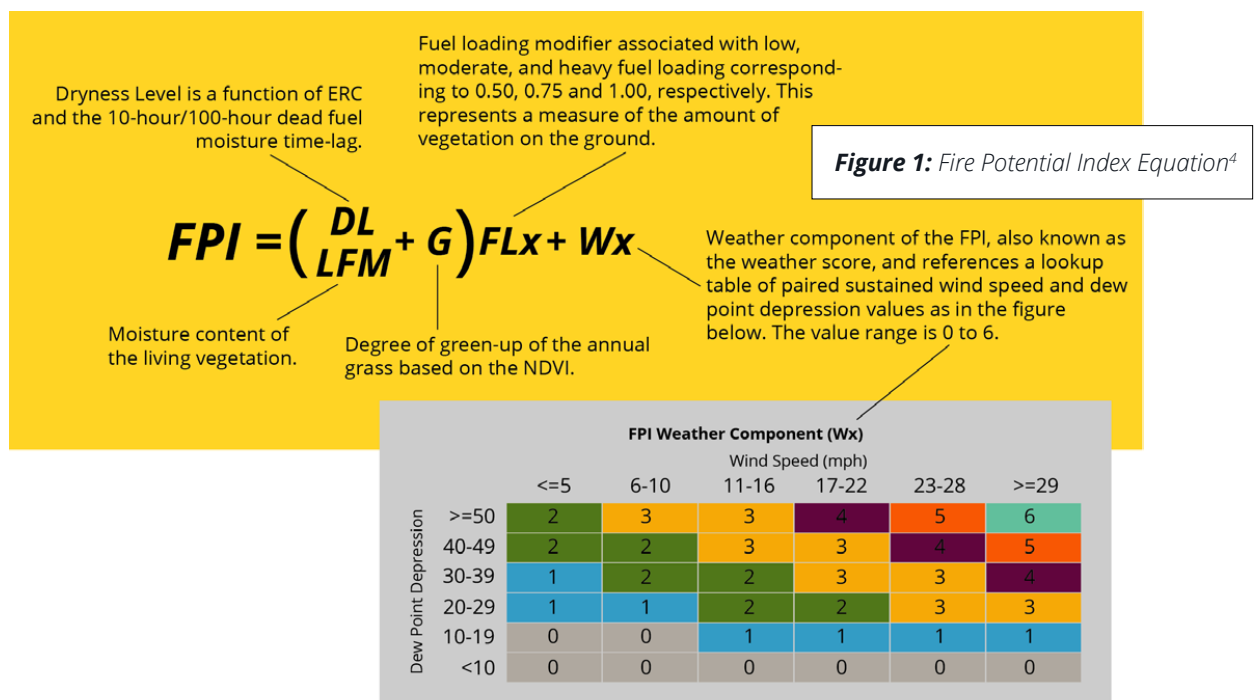 Fuel loading modifier associated with low,
moderate, and heavy fuel loading correspond-
ing to 0.50, 0.75 and 1.00, respectively. This
represents a measure of the amount of
vegetation on the ground.
Dryness Level is a function of ERC
and the 10-hour/100-hour dead fuel
moisture time-lag.
Figure 1: Fire Potential Index Equation⁴
FPI = ( DL
LFM + G ) FLx + Wx
Weather component of the FPI, also known as
the weather score, and references a lookup
table of paired sustained wind speed and dew
point depression values as in the figure
below. The value range is 0 to 6.
Moisture content of
the living vegetation.
Degree of green-up of the annual
grass based on the NDVI.
FPI Weather Component (Wx)
Wind Speed (mph)
<=5 6-10 11-16 17-22 23-28 >=29
Dew Point Depression
>=50 2 3 3 4 5 6
40-49 2 2 3 3 4 5
30-39 1 2 2 3 3 4
20-29 1 1 2 2 3 3
10-19 0 0 1 1 1 1
<10 0 0 0 0 0 0